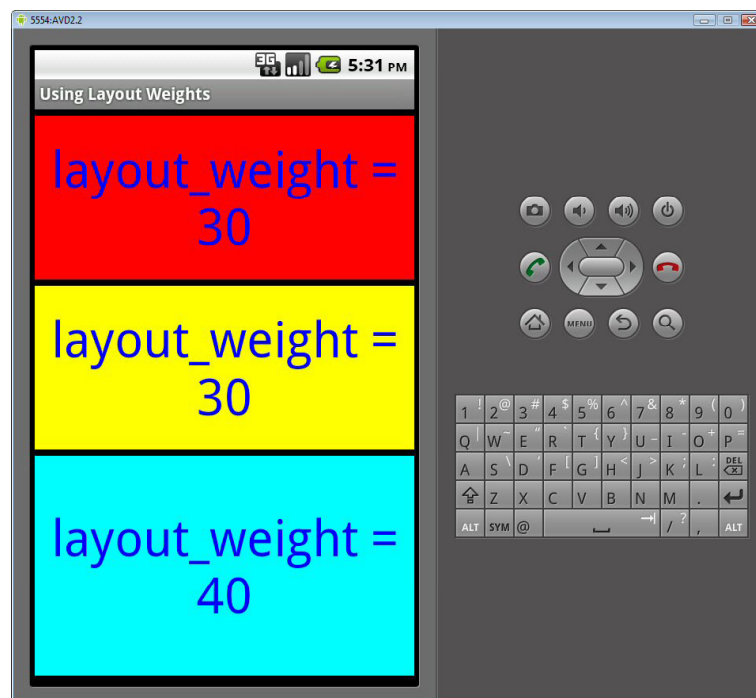 5554:AVD2.2
3G 5:31 PM
Using Layout Weights
layout_weight =
30
layout_weight =
30
layout_weight =
40
MENU
1 ! 2 @ 3 # 4 $ 5 % 6 ^ 7 & 8 * 9 ( 0 )
Q | W ~ E " R ` T { Y } U _ I - O + P =
A S \ D ' F [ G ] H < J > K ; L : DEL
Z X C V B N M .
ALT SYM @ / ? , ALT